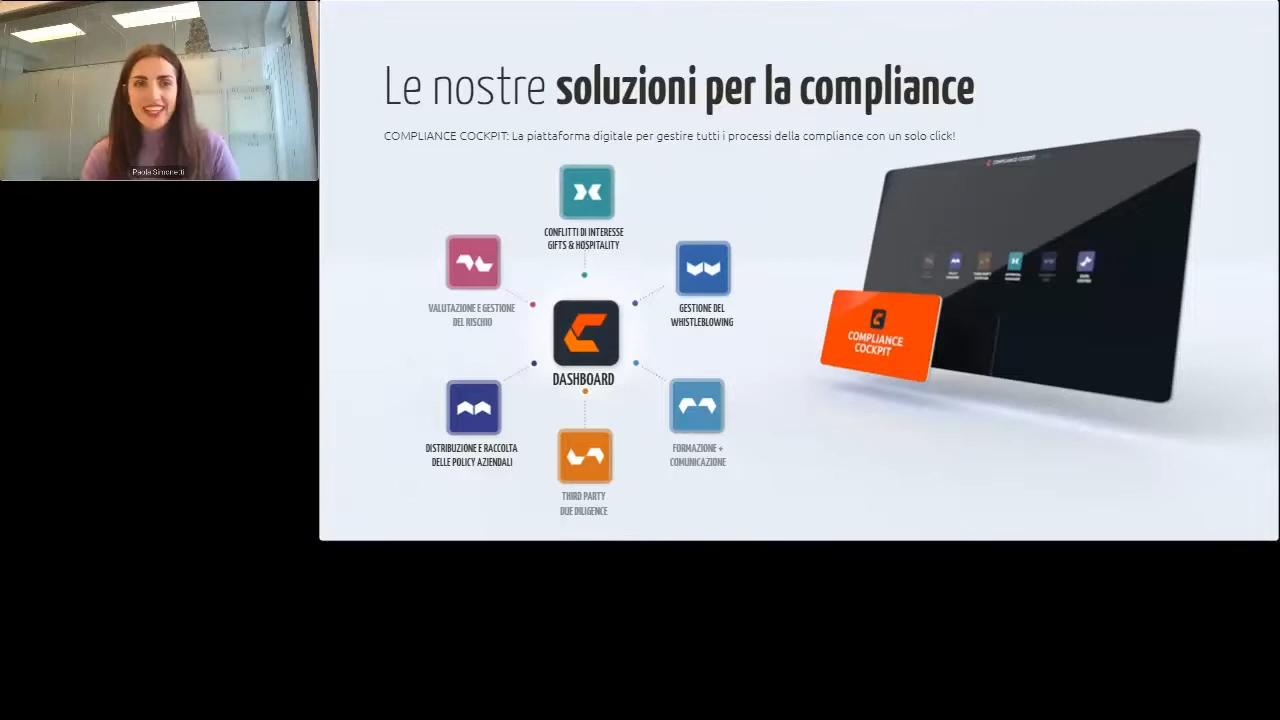 Paola Simonetti
Le nostre soluzioni per la compliance
COMPLIANCE COCKPIT: La piattaforma digitale per gestire tutti i processi della compliance con un solo click!
COMPLIANCE COCKPIT
CONFLITTI DI INTERESSE
GIFTS & HOSPITALITY
VALUTAZIONE E GESTIONE
DEL RISCHIO
GESTIONE DEL
WHISTLEBLOWING
COMPLIANCE
COCKPIT
DASHBOARD
DISTRIBUZIONE E RACCOLTA
DELLE POLICY AZIENDALI
FORMAZIONE +
COMUNICAZIONE
THIRD PARTY
DUE DILIGENCE